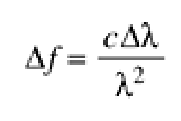 Δf = cΔλ / λ²